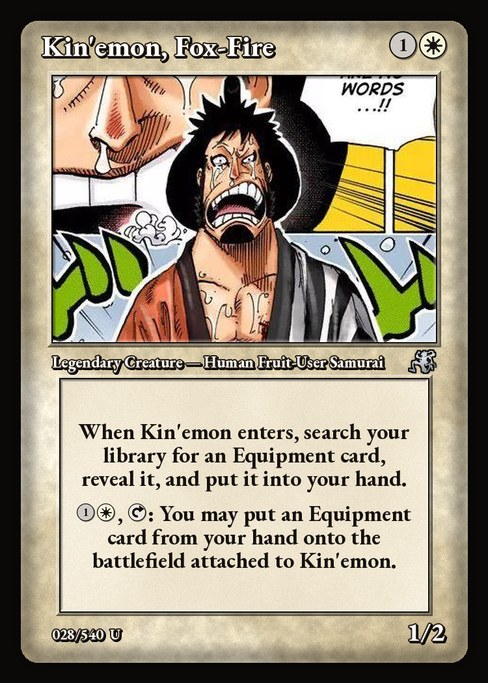 Kin'emon, Fox-Fire
1
WORDS
...!!
Legendary Creature — Human Fruit-User Samurai
When Kin'emon enters, search your
library for an Equipment card,
reveal it, and put it into your hand.
1, : You may put an Equipment
card from your hand onto the
battlefield attached to Kin'emon.
028/540 U
1/2